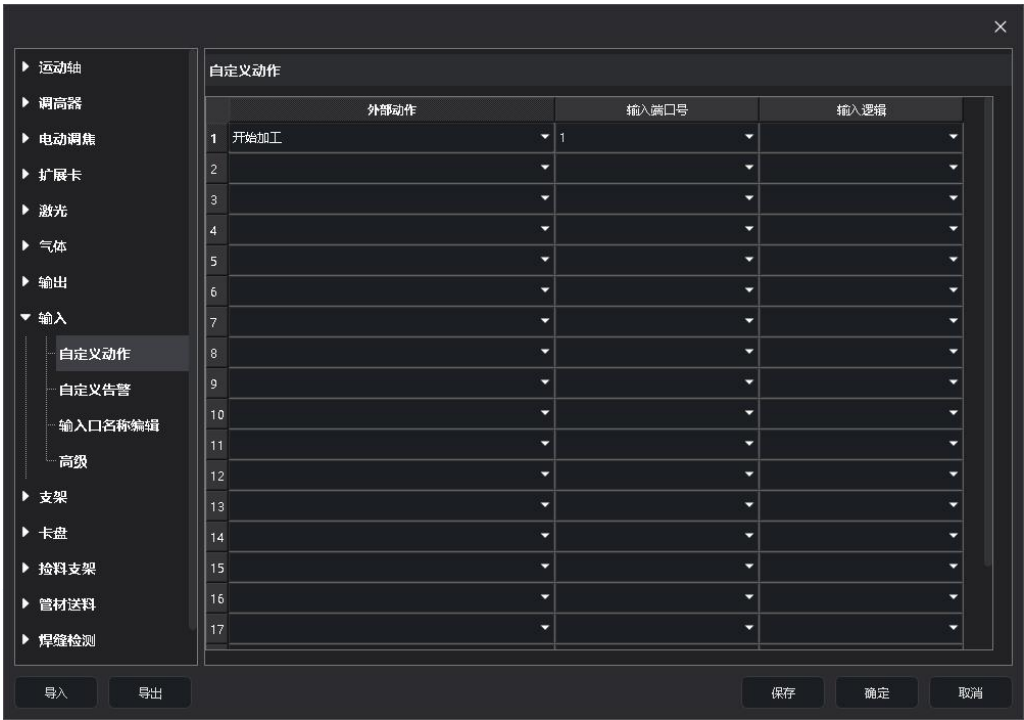 运动轴
调高器
电动调焦
扩展卡
激光
气体
输出
输入
自定义动作
自定义告警
输入口名称编辑
高级
支架
卡盘
捡料支架
管材送料
焊缝检测
自定义动作
外部动作 输入端口号 输入逻辑
1 开始加工 1
2
3
4
5
6
7
8
9
10
11
12
13
14
15
16
17
导入 导出 保存 确定 取消